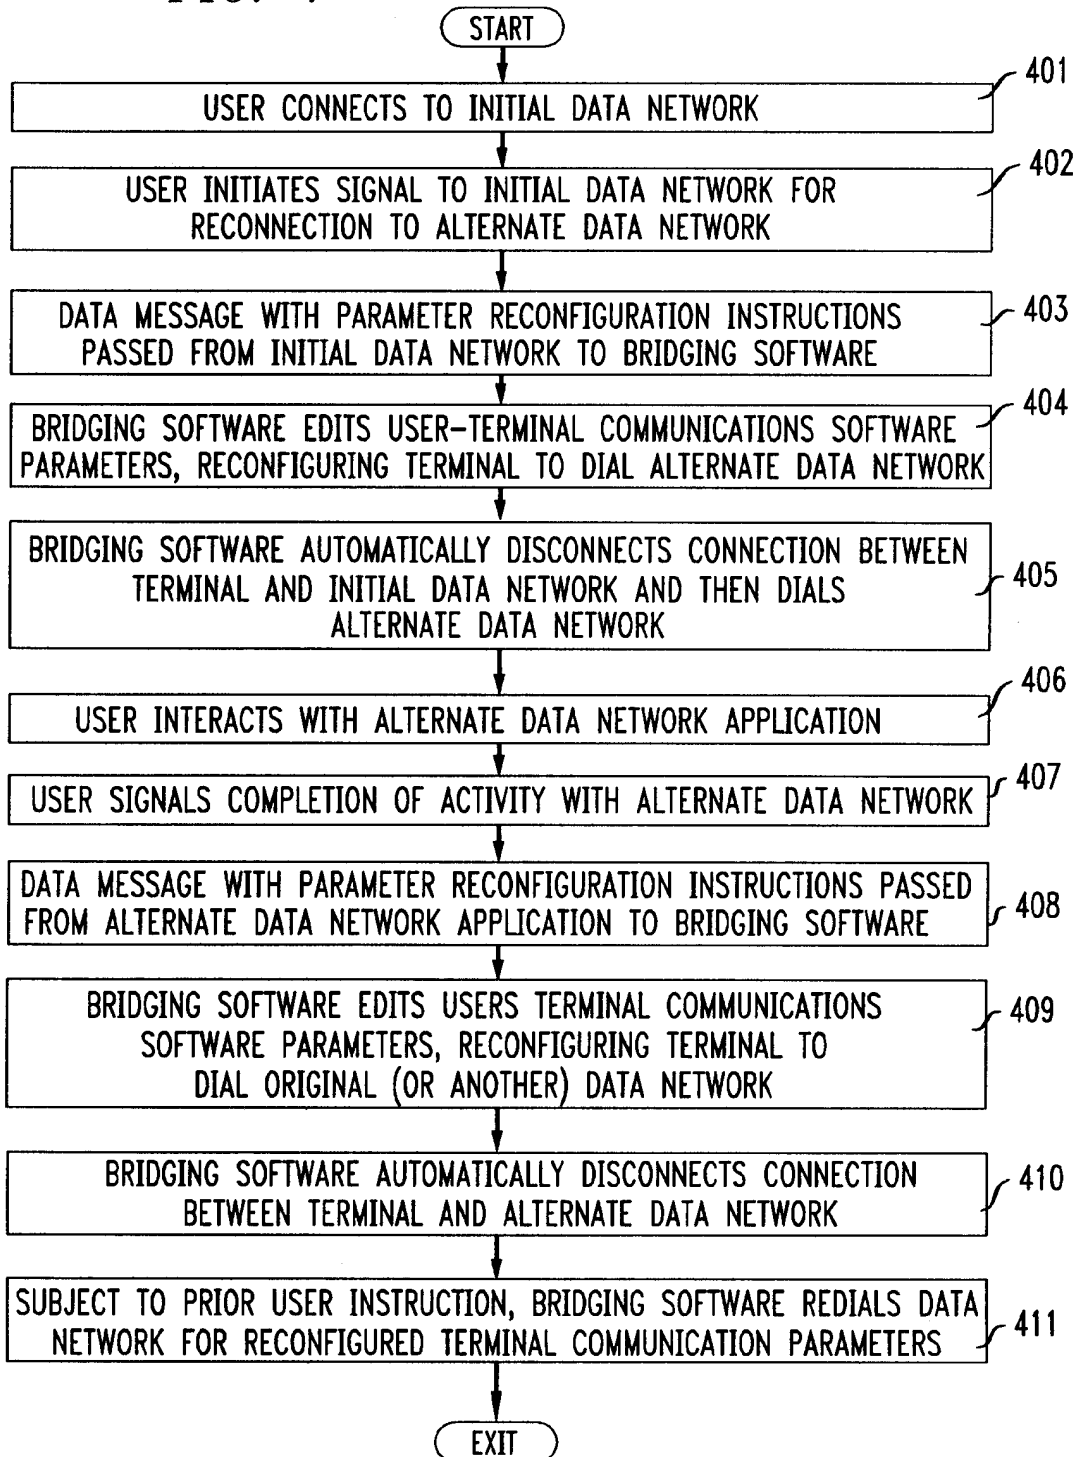 START
401
USER CONNECTS TO INITIAL DATA NETWORK
402
USER INITIATES SIGNAL TO INITIAL DATA NETWORK FOR
RECONNECTION TO ALTERNATE DATA NETWORK
403
DATA MESSAGE WITH PARAMETER RECONFIGURATION INSTRUCTIONS
PASSED FROM INITIAL DATA NETWORK TO BRIDGING SOFTWARE
404
BRIDGING SOFTWARE EDITS USER-TERMINAL COMMUNICATIONS SOFTWARE
PARAMETERS, RECONFIGURING TERMINAL TO DIAL ALTERNATE DATA NETWORK
BRIDGING SOFTWARE AUTOMATICALLY DISCONNECTS CONNECTION BETWEEN
TERMINAL AND INITIAL DATA NETWORK AND THEN DIALS
ALTERNATE DATA NETWORK
405
406
USER INTERACTS WITH ALTERNATE DATA NETWORK APPLICATION
407
USER SIGNALS COMPLETION OF ACTIVITY WITH ALTERNATE DATA NETWORK
DATA MESSAGE WITH PARAMETER RECONFIGURATION INSTRUCTIONS PASSED
FROM ALTERNATE DATA NETWORK APPLICATION TO BRIDGING SOFTWARE
408
BRIDGING SOFTWARE EDITS USERS TERMINAL COMMUNICATIONS
SOFTWARE PARAMETERS, RECONFIGURING TERMINAL TO
DIAL ORIGINAL (OR ANOTHER) DATA NETWORK
409
BRIDGING SOFTWARE AUTOMATICALLY DISCONNECTS CONNECTION
BETWEEN TERMINAL AND ALTERNATE DATA NETWORK
410
SUBJECT TO PRIOR USER INSTRUCTION, BRIDGING SOFTWARE REDIALS DATA
NETWORK FOR RECONFIGURED TERMINAL COMMUNICATION PARAMETERS
411
EXIT